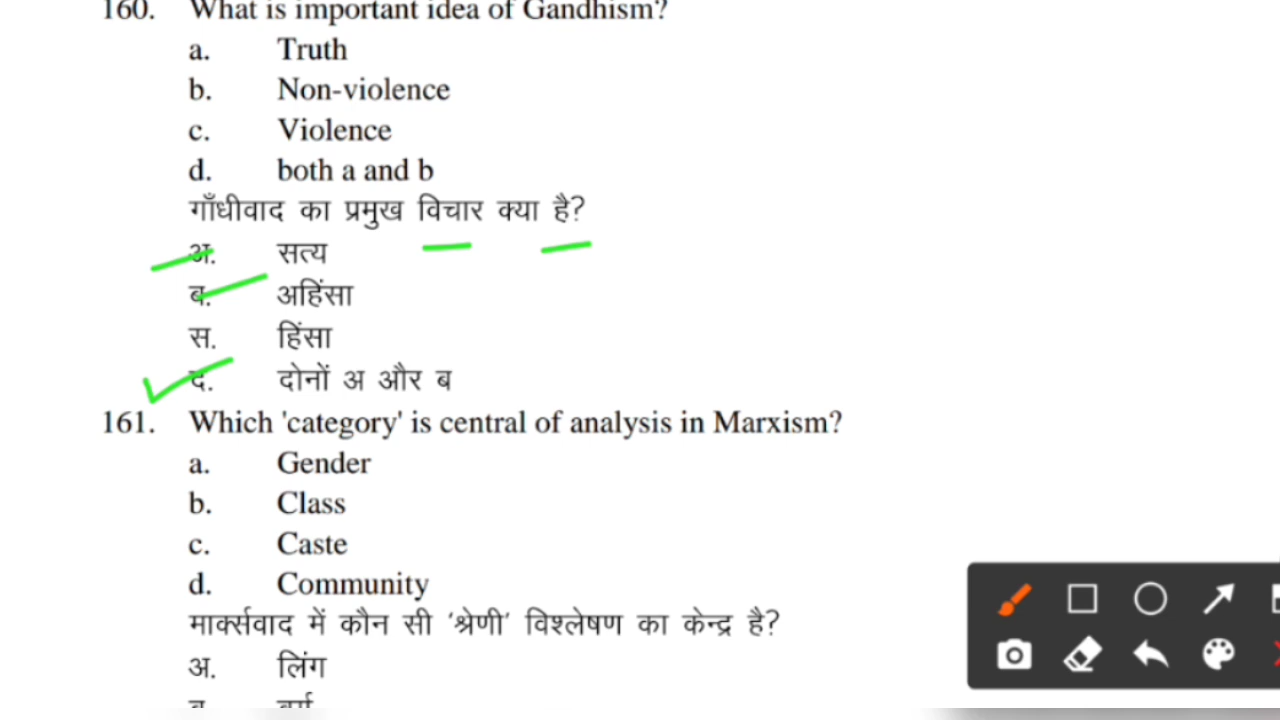 160. What is important idea of Gandhism?
a. Truth
b. Non-violence
c. Violence
d. both a and b
गाँधीवाद का प्रमुख विचार क्या है?
अ. सत्य
ब. अहिंसा
स. हिंसा
द. दोनों अ और ब
161. Which 'category' is central of analysis in Marxism?
a. Gender
b. Class
c. Caste
d. Community
मार्क्सवाद में कौन सी ‘श्रेणी’ विश्लेषण का केन्द्र है?
अ. लिंग